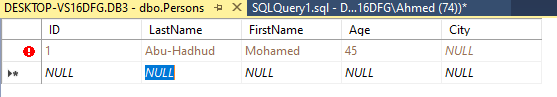 DESKTOP-VS16DFG.DB3 - dbo.Persons SQLQuery1.sql - D...16DFG\Ahmed (74))*
ID LastName FirstName Age City
1 Abu-Hadhud Mohamed 45 NULL
NULL NULL NULL NULL NULL